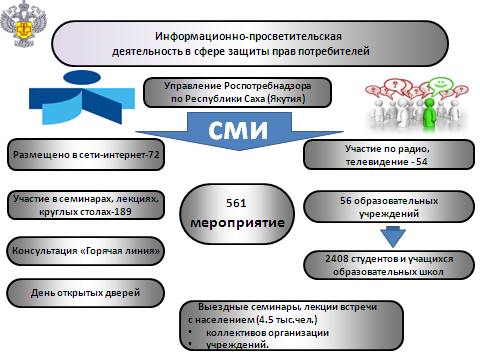 Информационно-просветительская
деятельность в сфере защиты прав потребителей
Управление Роспотребнадзора
по Республики Саха (Якутия)
СМИ
Размещено в сети-интернет-72
Участие по радио,
телевидение - 54
Участие в семинарах, лекциях,
круглых столах-189
561
мероприятие
56 образовательных
учреждений
Консультация «Горячая линия»
2408 студентов и учащихся
образовательных школ
День открытых дверей
Выездные семинары, лекции встречи
с населением (4.5 тыс.чел.)
• коллективов организации
• учреждений.